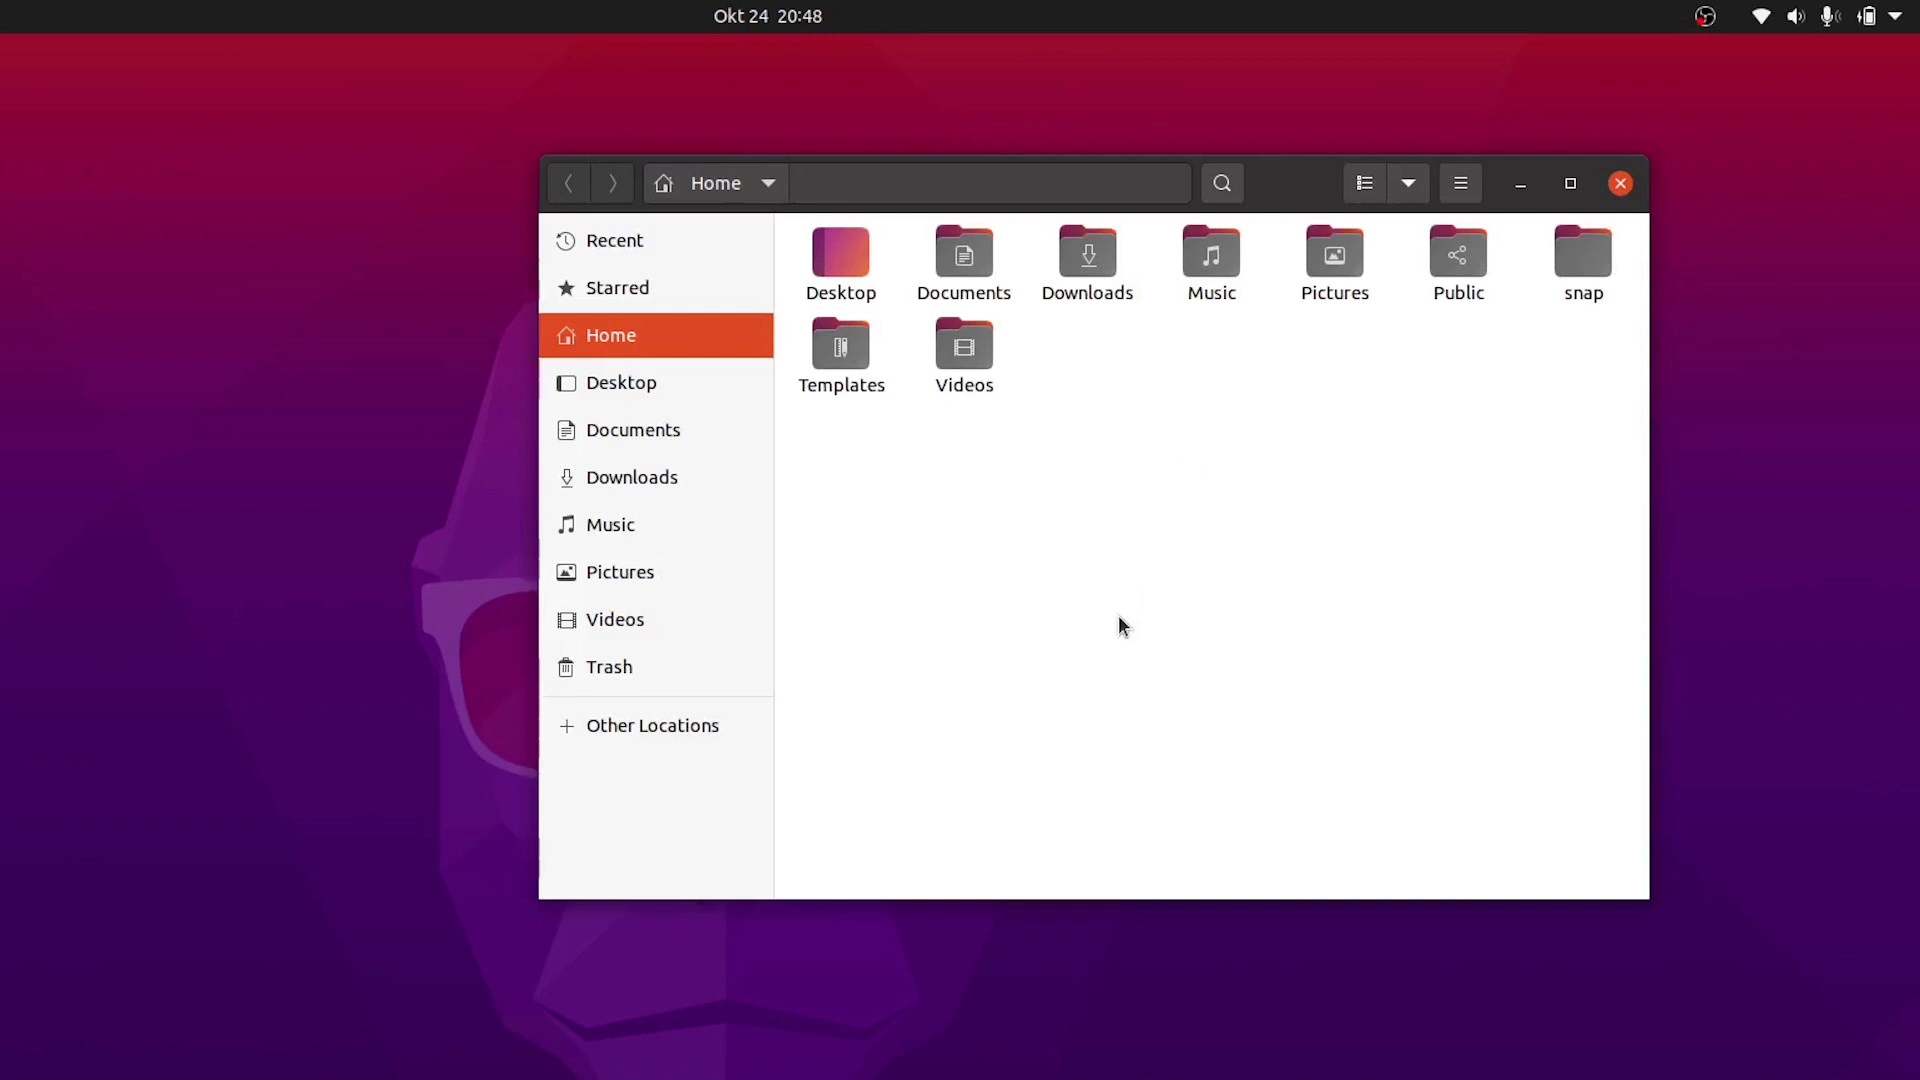 Okt 24 20:48
Home
Recent
Starred
Home
Desktop
Documents
Downloads
Music
Pictures
Videos
Trash
Other Locations
Desktop
Documents
Downloads
Music
Pictures
Public
snap
Templates
Videos